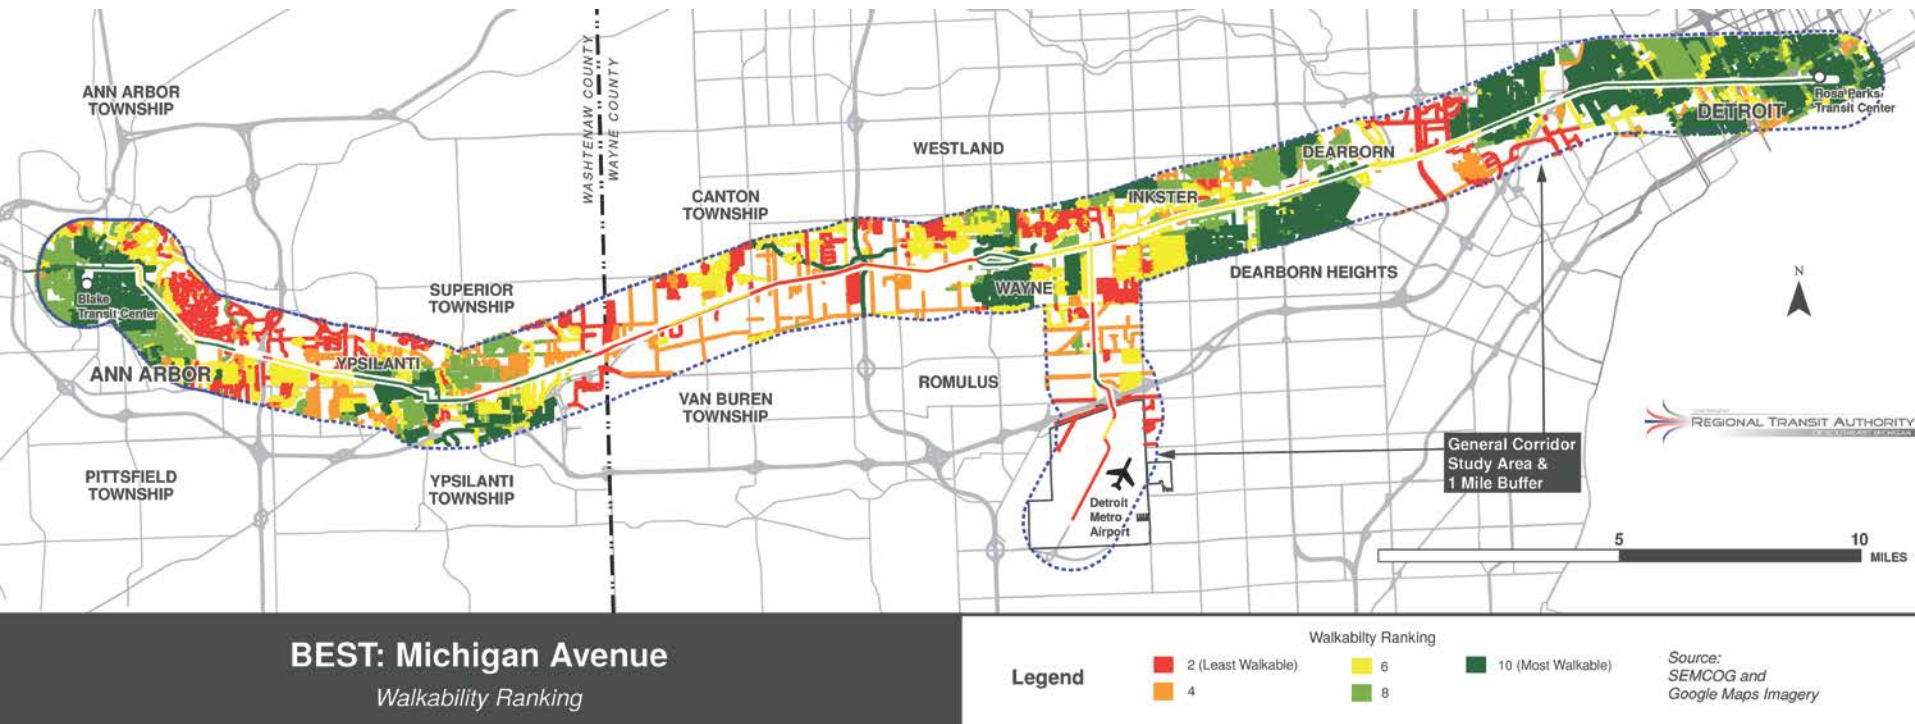 ANN ARBOR
TOWNSHIP
WASHTENAW COUNTY
WAYNE COUNTY
WESTLAND
CANTON
TOWNSHIP
SUPERIOR
TOWNSHIP
INKSTER
DEARBORN
DETROIT
Rosa Parks
Transit Center
Blake
Transit Center
ANN ARBOR
YPSILANTI
WAYNE
DEARBORN HEIGHTS
N
VAN BUREN
TOWNSHIP
ROMULUS
PITTSFIELD
TOWNSHIP
YPSILANTI
TOWNSHIP
Detroit
Metro
Airport
General Corridor
Study Area &
1 Mile Buffer
REGIONAL TRANSIT AUTHORITY
5
10
MILES
BEST: Michigan Avenue
Walkability Ranking
Legend
Walkabilty Ranking
2 (Least Walkable)
4
6
8
10 (Most Walkable)
Source:
SEMCOG and
Google Maps Imagery